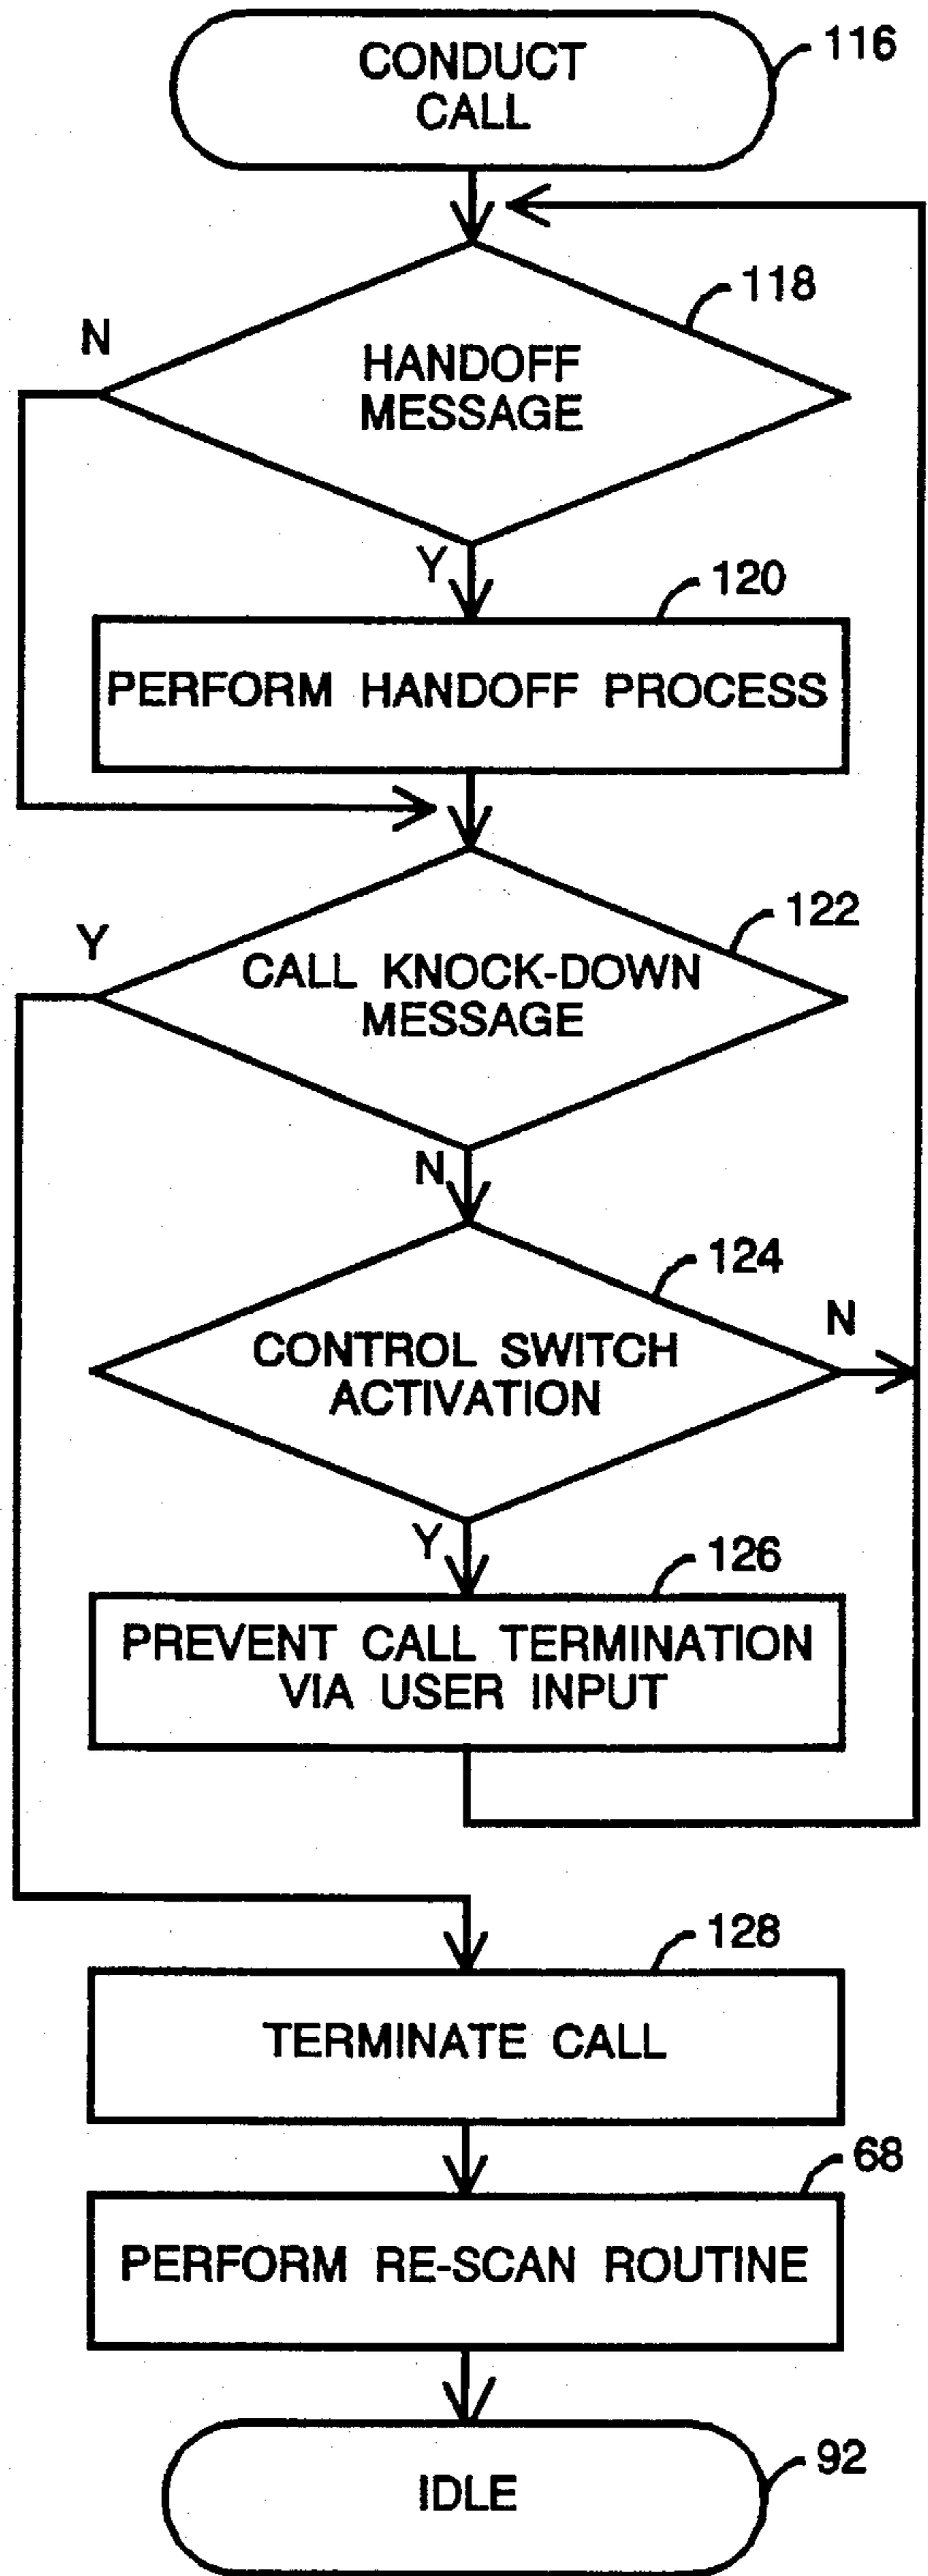 CONDUCT
CALL
116
HANDOFF
MESSAGE
118
N
Y
PERFORM HANDOFF PROCESS
120
CALL KNOCK-DOWN
MESSAGE
122
Y
N
CONTROL SWITCH
ACTIVATION
124
N
Y
PREVENT CALL TERMINATION
VIA USER INPUT
126
TERMINATE CALL
128
PERFORM RE-SCAN ROUTINE
68
IDLE
92